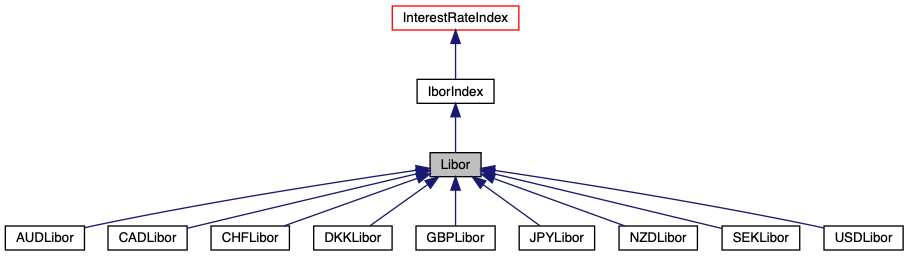 InterestRateIndex
IborIndex
Libor
AUDLibor
CADLibor
CHFLibor
DKKLibor
GBPLibor
JPYLibor
NZDLibor
SEKLibor
USDLibor